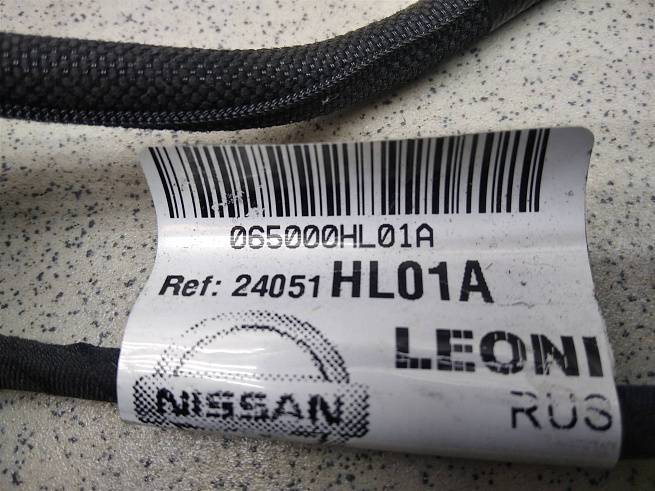 065000HL01A
Ref: 24051 HL01A
LEONI
NISSAN
RUS